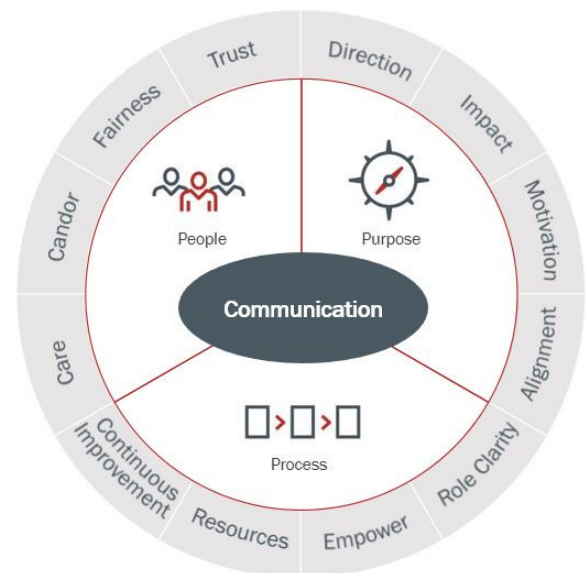 Trust
Direction
Fairness
Impact
Candor
Motivation
People
Purpose
Communication
Care
Alignment
Process
Continuous
Improvement
Role Clarity
Resources
Empower